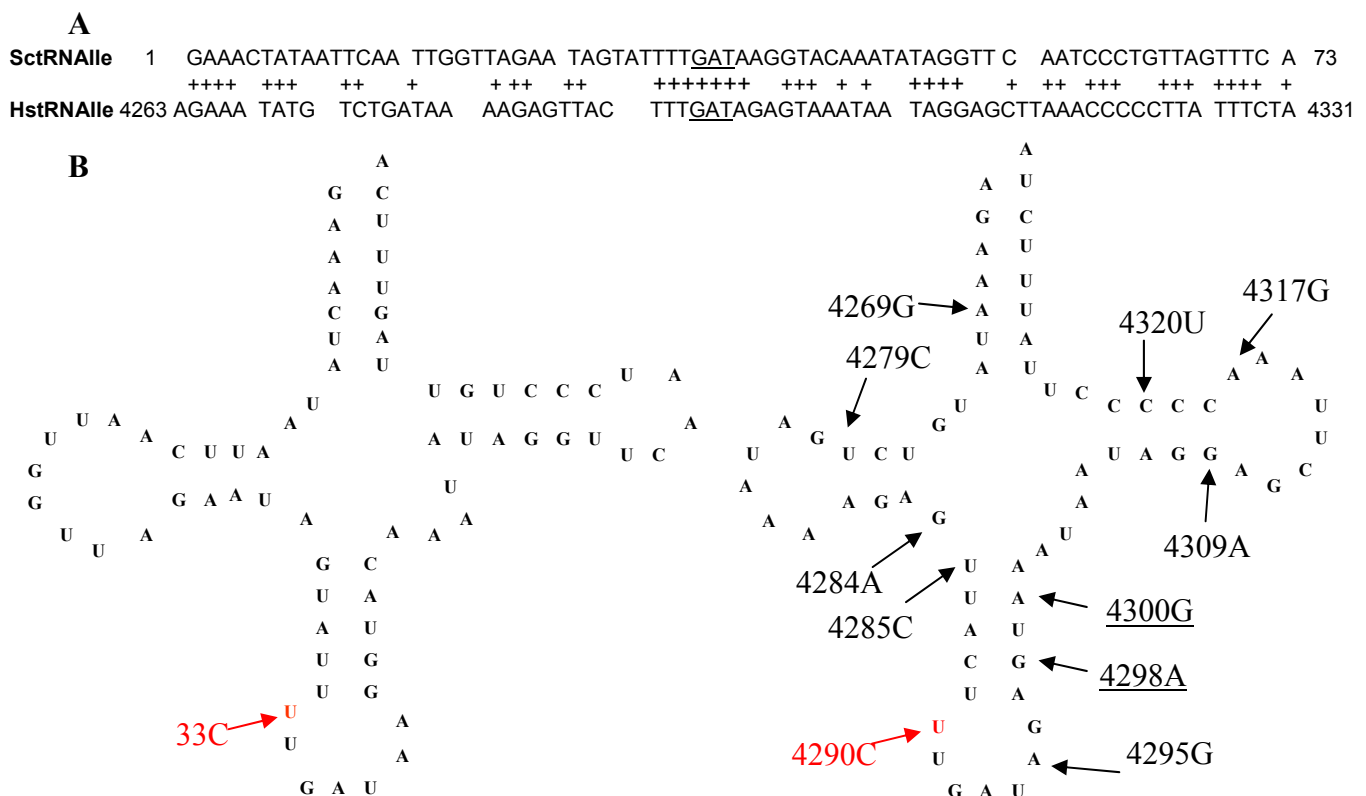 A
SctRNAIle 1 GAAACTATAATTCAA TTGGTTAGAA TAGTATTTTGATAAGGTACAAATATAGGTT C AATCCCTGTTAGTTTC A 73
++++ +++ ++ + + ++ ++ +++++++ +++ + + ++++ + ++ +++ +++ ++++ +
HstRNAIle 4263 AGAAA TATG TCTGATAA AAGAGTTAC TTTGATAGAGTAAATAA TAGGAGCTTAAACCCCCTTA TTTCTA 4331
B
A
G C
A U
A U
A U
C G
U A
A U
U A
A U U C
A A U U G G U U A
G A A U
A
U G U C C C U A
A U A G G U U C A
U A A A
G C
U A
A U
U G
U G
U A
U A
G A U
33C
A
A U
G C
A U
A U
A U
U A
A U
G U
U C C C C C A A A
U A G G A G C U U
A A U A
U C U G A U A A
A G A G
U A
U A
A U
C G
U A
U G
U A
G A U
4269G
4279C
4284A
4285C
4290C
4295G
4298A
4300G
4309A
4317G
4320U